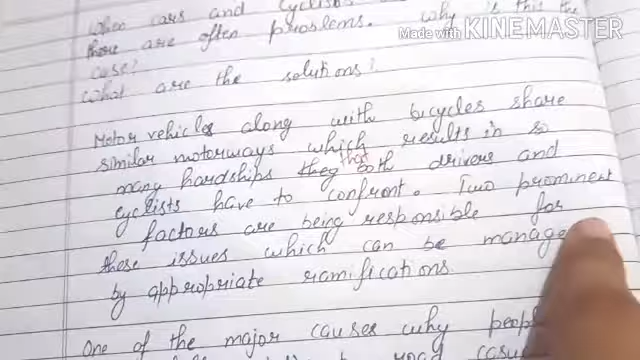 When cars and cyclists
there are often problems. Why is this the
case?
What are the solutions?
Motor vehicles along with bicycles share
similar motorways which results in so
many hardships they that both drivers and
cyclists have to confront. Two prominent
factors are being responsible for
these issues which can be manage
by appropriate ramifications.
One of the major causes why peopl
road
Made with KINEMASTER